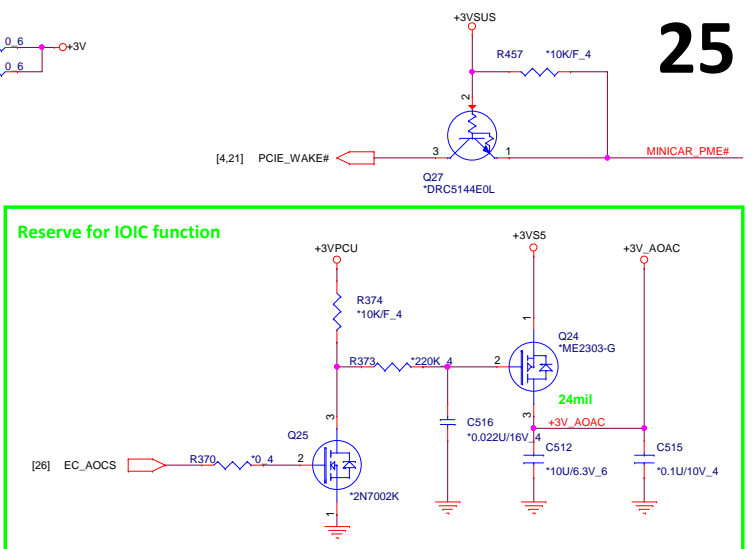 +3VSUS
25
0_6
+3V
R457
*10K/F_4
0_6
2
[4,21] PCIE_WAKE#
3
1
MINICAR_PME#
Q27
*DRC5144E0L
Reserve for IOIC function
+3VPCU
+3VS5
+3V_AOAC
R374
*10K/F_4
1
Q24
*ME2303-G
R373
*220K_4
2
24mil
3
+3V_AOAC
3
C516
*0.022U/16V_4
Q25
C512
C515
[26] EC_AOCS
R370
*0_4
2
*10U/6.3V_6
*0.1U/10V_4
*2N7002K
1